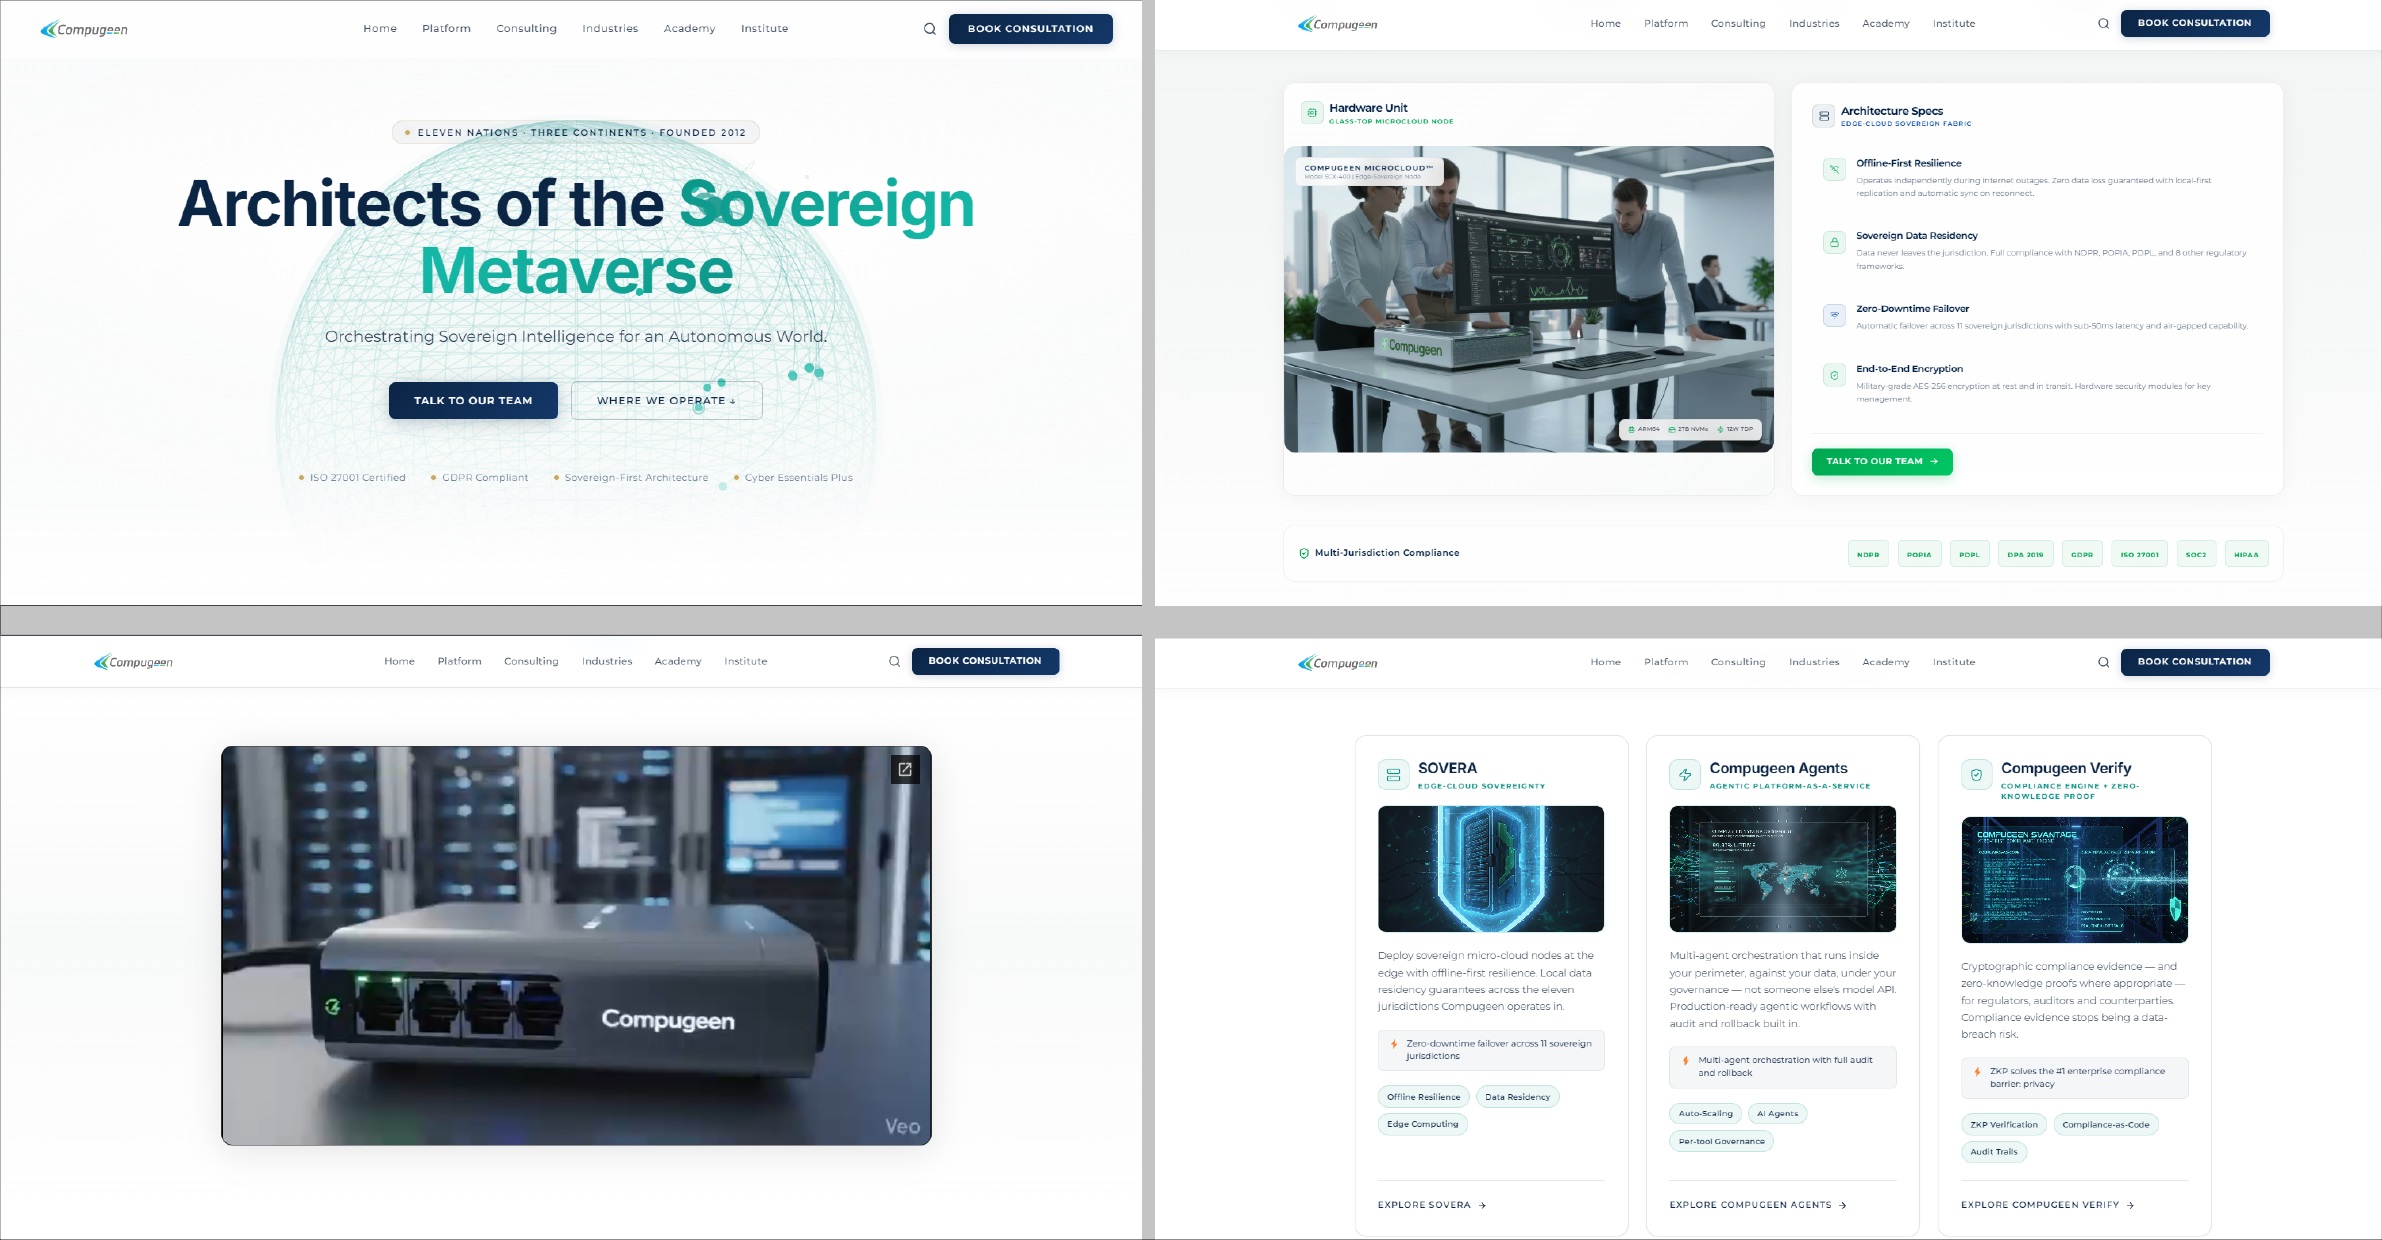 Compugeen
Home Platform Consulting Industries Academy Institute
BOOK CONSULTATION
ELEVEN NATIONS · THREE CONTINENTS · FOUNDED 2012
Architects of the Sovereign
Metaverse
Orchestrating Sovereign Intelligence for an Autonomous World.
TALK TO OUR TEAM
WHERE WE OPERATE ↓
ISO 27001 Certified
GDPR Compliant
Sovereign-First Architecture
Cyber Essentials Plus
Compugeen
Home Platform Consulting Industries Academy Institute
BOOK CONSULTATION
Hardware Unit
GLASS-TOP MICROCLOUD NODE
COMPUGEEN MICROCLOUD™
Model SCX-400 | Edge-Sovereign Node
Compugeen
ARM64 2TB NVMe 12W TDP
Architecture Specs
EDGE-CLOUD SOVEREIGN FABRIC
Offline-First Resilience
Operates independently during internet outages. Zero data loss guaranteed with local-first
replication and automatic sync on reconnect.
Sovereign Data Residency
Data never leaves the jurisdiction. Full compliance with NDPR, POPIA, PDPL, and 8 other regulatory
frameworks.
Zero-Downtime Failover
Automatic failover across 11 sovereign jurisdictions with sub-50ms latency and air-gapped capability.
End-to-End Encryption
Military-grade AES-256 encryption at rest and in transit. Hardware security modules for key
management.
TALK TO OUR TEAM →
Multi-Jurisdiction Compliance
NDPR POPIA PDPL DPA 2019 GDPR ISO 27001 SOC2 HIPAA
Compugeen
Home Platform Consulting Industries Academy Institute
BOOK CONSULTATION
Compugeen
Veo
Compugeen
Home Platform Consulting Industries Academy Institute
BOOK CONSULTATION
SOVERA
EDGE-CLOUD SOVEREIGNTY
Deploy sovereign micro-cloud nodes at the
edge with offline-first resilience. Local data
residency guarantees across the eleven
jurisdictions Compugeen operates in.
Zero-downtime failover across 11 sovereign
jurisdictions
Offline Resilience
Data Residency
Edge Computing
EXPLORE SOVERA →
Compugeen Agents
AGENTIC PLATFORM-AS-A-SERVICE
Multi-agent orchestration that runs inside
your perimeter, against your data, under your
governance — not someone else's model API.
Production-ready agentic workflows with
audit and rollback built in.
Multi-agent orchestration with full audit
and rollback
Auto-Scaling
AI Agents
Per-tool Governance
EXPLORE COMPUGEEN AGENTS →
Compugeen Verify
COMPLIANCE ENGINE + ZERO-
KNOWLEDGE PROOF
COMPUGEEN SVANTAGE
Cryptographic compliance evidence — and
zero-knowledge proofs where appropriate —
for regulators, auditors and counterparties.
Compliance evidence stops being a data-
breach risk.
ZKP solves the #1 enterprise compliance
barrier: privacy
ZKP Verification
Compliance-as-Code
Audit Trails
EXPLORE COMPUGEEN VERIFY →